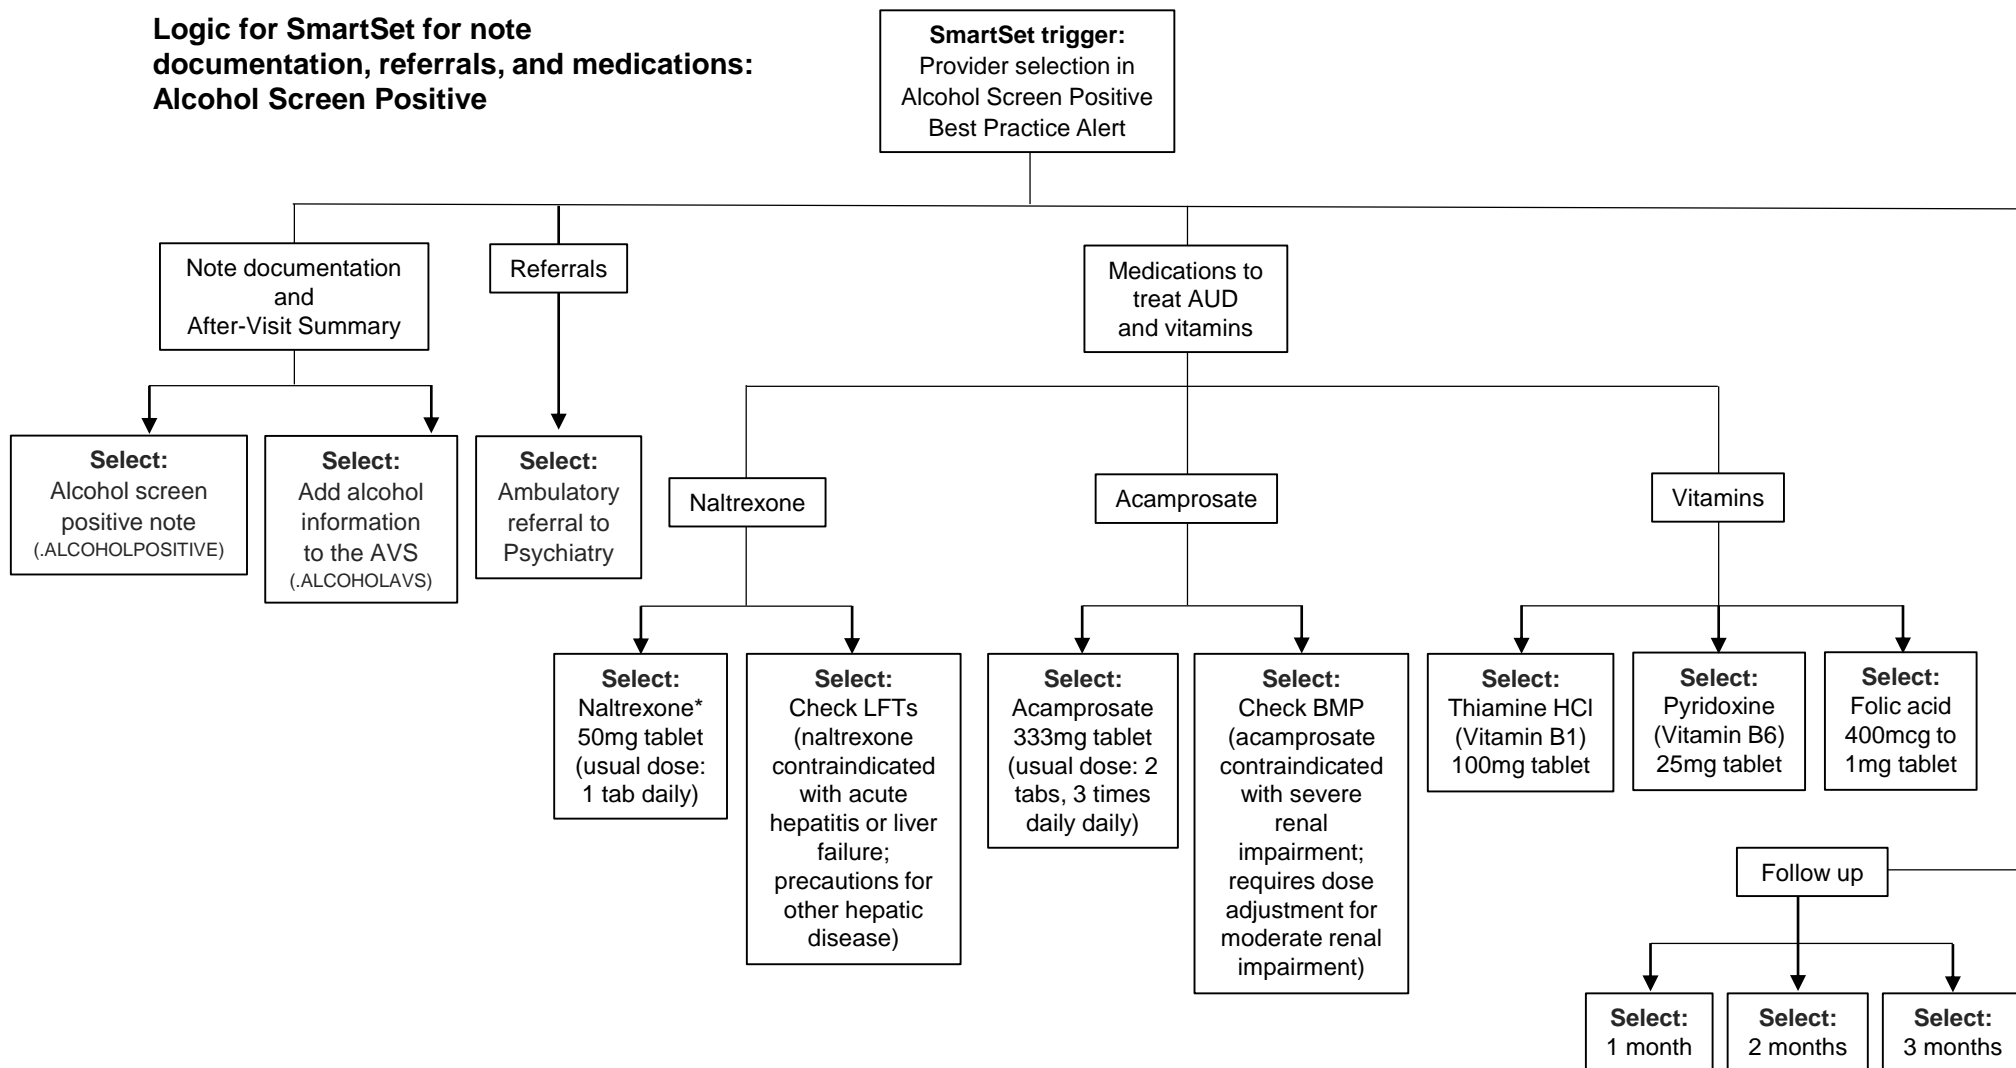 Logic for SmartSet for note
documentation, referrals, and medications:
Alcohol Screen Positive
SmartSet trigger:
Provider selection in
Alcohol Screen Positive
Best Practice Alert
Note documentation
and
After-Visit Summary
Referrals
Medications to
treat AUD
and vitamins
Select:
Alcohol screen
positive note
(.ALCOHOLPOSITIVE)
Select:
Add alcohol
information
to the AVS
(.ALCOHOLAVS)
Select:
Ambulatory
referral to
Psychiatry
Naltrexone
Acamprosate
Vitamins
Select:
Naltrexone*
50mg tablet
(usual dose:
1 tab daily)
Select:
Check LFTs
(naltrexone
contraindicated
with acute
hepatitis or liver
failure;
precautions for
other hepatic
disease)
Select:
Acamprosate
333mg tablet
(usual dose: 2
tabs, 3 times
daily daily)
Select:
Check BMP
(acamprosate
contraindicated
with severe
renal
impairment;
requires dose
adjustment for
moderate renal
impairment)
Select:
Thiamine HCl
(Vitamin B1)
100mg tablet
Select:
Pyridoxine
(Vitamin B6)
25mg tablet
Select:
Folic acid
400mcg to
1mg tablet
Follow up
Select:
1 month
Select:
2 months
Select:
3 months